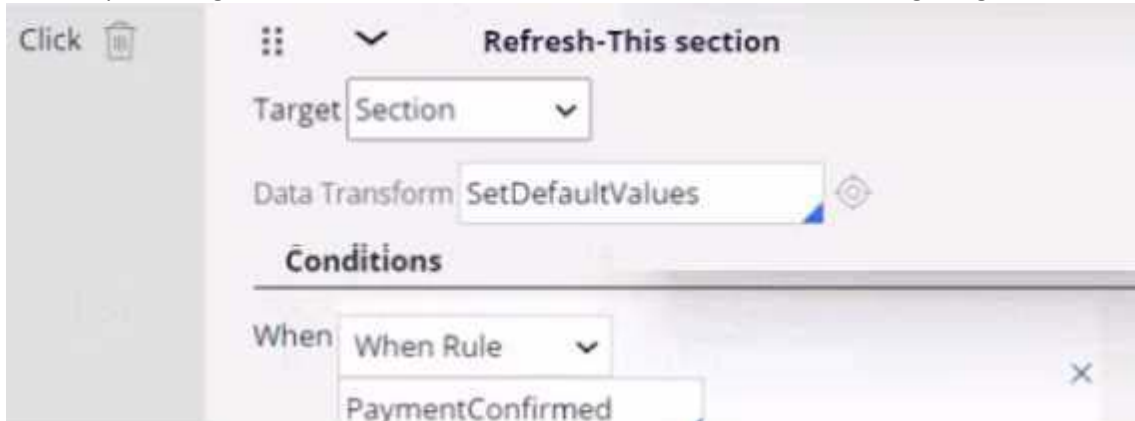 Click Refresh-This section
Target Section
Data Transform SetDefaultValues
Conditions
When When Rule
PaymentConfirmed